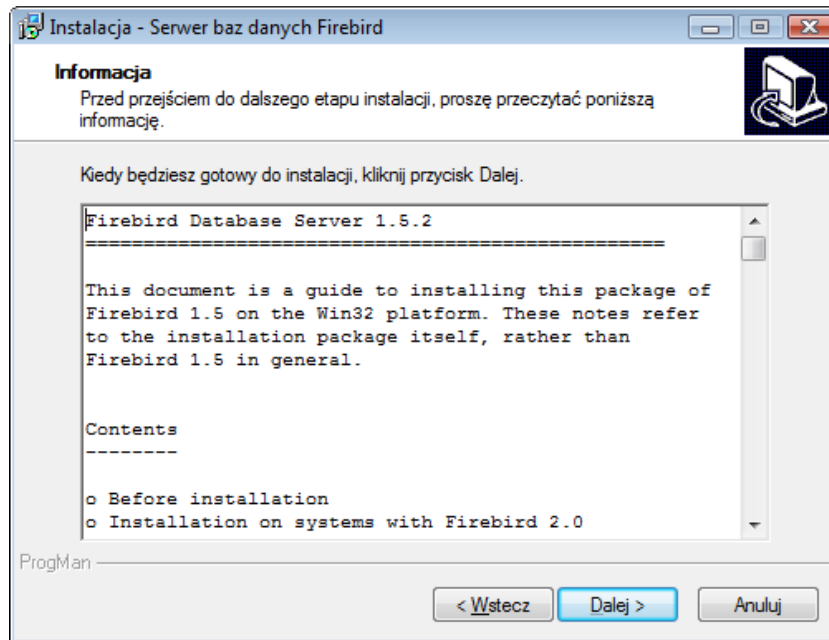 Instalacja - Serwer baz danych Firebird
Informacja
Przed przejściem do dalszego etapu instalacji, proszę przeczytać poniższą
informację.
Kiedy będziesz gotowy do instalacji, kliknij przycisk Dalej.
Firebird Database Server 1.5.2
==================================================
This document is a guide to installing this package of
Firebird 1.5 on the Win32 platform. These notes refer
to the installation package itself, rather than
Firebird 1.5 in general.
Contents
--------
o Before installation
o Installation on systems with Firebird 2.0
ProgMan
< Wstecz
Dalej >
Anuluj